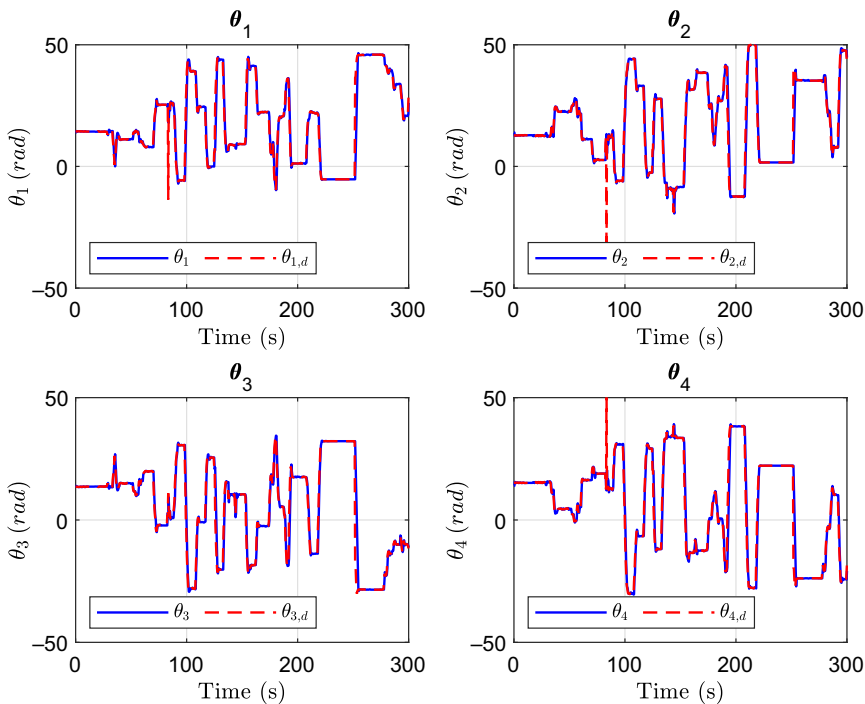 θ1 θ2
50 50
θ1 (rad) 0 θ2 (rad) 0
θ1 θ1,d θ2 θ2,d
–50 –50
0 100 200 300 0 100 200 300
Time (s) Time (s)
θ3 θ4
50 50
θ3 (rad) 0 θ4 (rad) 0
θ3 θ3,d θ4 θ4,d
–50 –50
0 100 200 300 0 100 200 300
Time (s) Time (s)